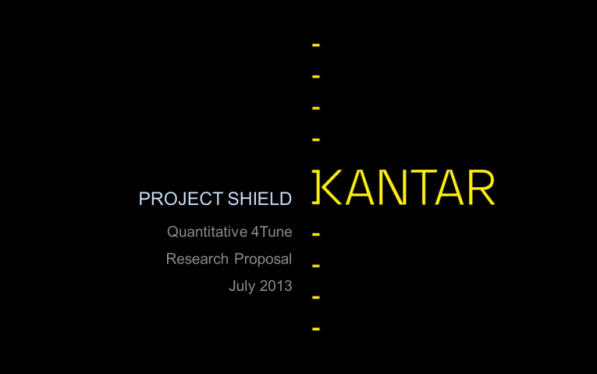 KANTAR
PROJECT SHIELD
Quantitative 4Tune
Research Proposal
July 2013